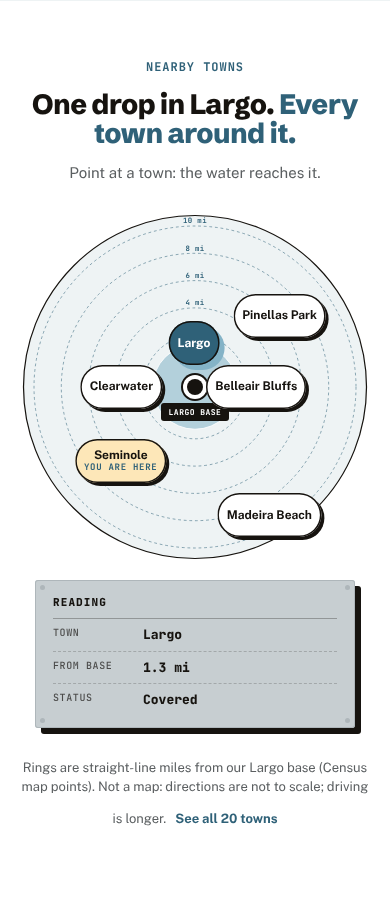 NEARBY TOWNS
One drop in Largo. Every
town around it.
Point at a town: the water reaches it.
10 mi
8 mi
6 mi
4 mi
Pinellas Park
Largo
Clearwater
Belleair Bluffs
LARGO BASE
Seminole
YOU ARE HERE
Madeira Beach
READING
TOWN Largo
FROM BASE 1.3 mi
STATUS Covered
Rings are straight-line miles from our Largo base (Census
map points). Not a map: directions are not to scale; driving
is longer. See all 20 towns